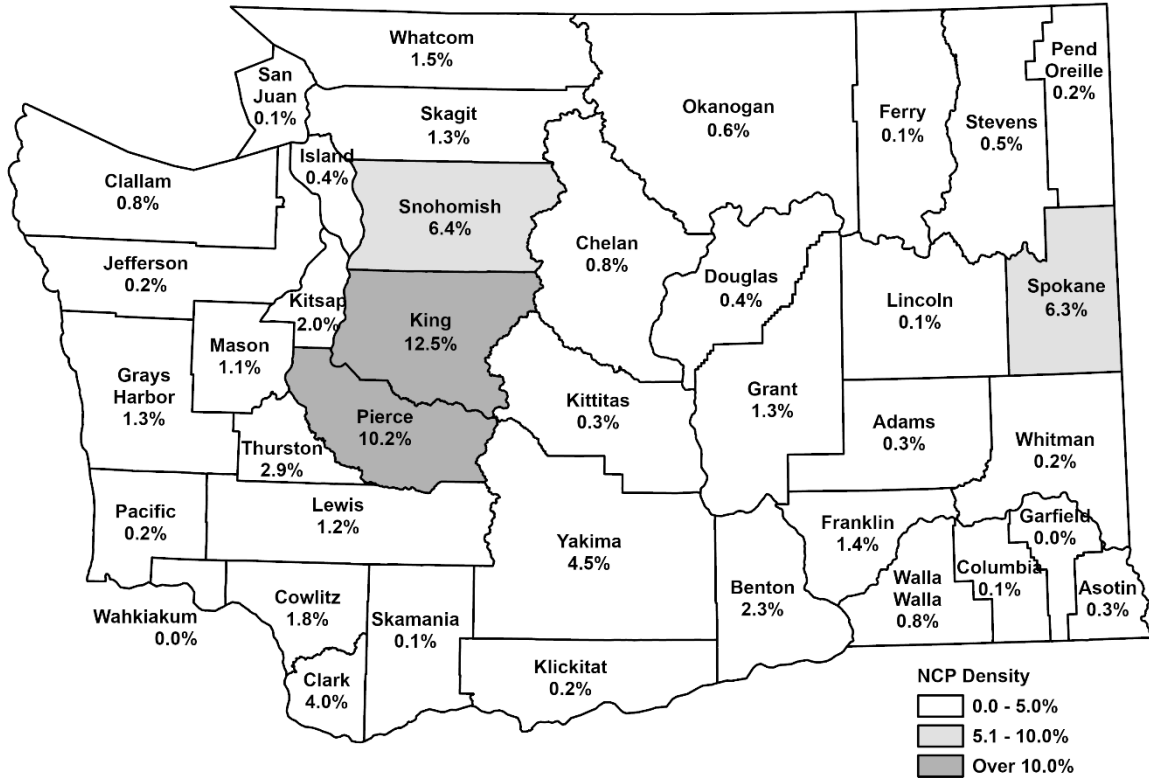 Whatcom
1.5%
San
Juan
0.1%
Skagit
1.3%
Okanogan
0.6%
Ferry
0.1%
Stevens
0.5%
Pend
Oreille
0.2%
Island
0.4%
Clallam
0.8%
Snohomish
6.4%
Chelan
0.8%
Jefferson
0.2%
Douglas
0.4%
Lincoln
0.1%
Spokane
6.3%
Kitsap
2.0%
King
12.5%
Mason
1.1%
Grays
Harbor
1.3%
Pierce
10.2%
Kittitas
0.3%
Grant
1.3%
Adams
0.3%
Whitman
0.2%
Thurston
2.9%
Lewis
1.2%
Pacific
0.2%
Yakima
4.5%
Franklin
1.4%
Garfield
0.0%
Columbia
0.1%
Walla
Walla
0.8%
Asotin
0.3%
Benton
2.3%
Wahkiakum
0.0%
Cowlitz
1.8%
Skamania
0.1%
Clark
4.0%
Klickitat
0.2%
NCP Density
0.0 - 5.0%
5.1 - 10.0%
Over 10.0%